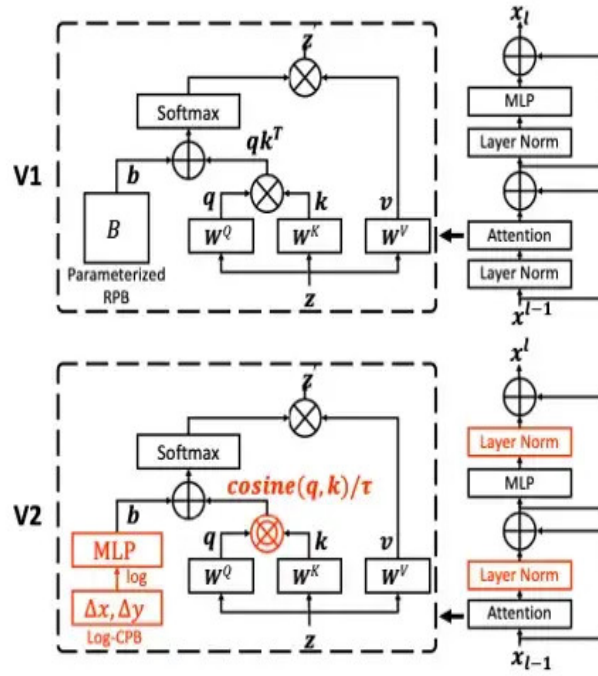 z'
x_l
Softmax
MLP
qk^T
Layer Norm
V1
b
q
k
v
B
W^Q
W^K
W^V
Attention
Parameterized
RPB
Layer Norm
z
x^{l-1}
z'
x^l
Layer Norm
Softmax
MLP
cosine(q, k)/τ
V2
b
q
k
v
MLP
log
W^Q
W^K
W^V
Layer Norm
Δx, Δy
Attention
Log-CPB
z
x_{l-1}